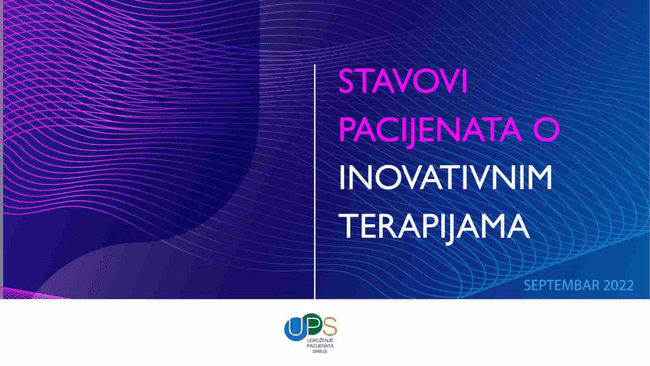 STAVOVI
PACIJENATA O
INOVATIVNIM
TERAPIJAMA
SEPTEMBAR 2022
UPS
UDRUŽENJE
PACIJENATA
SRBIJE